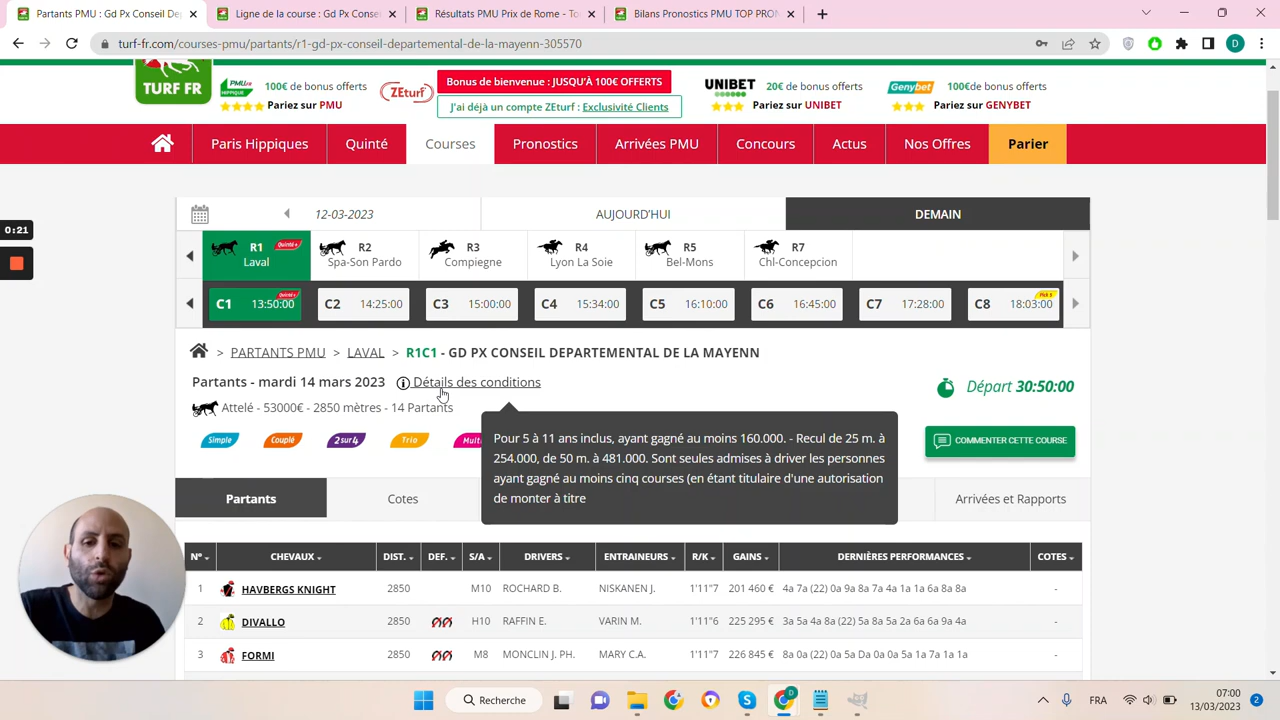 Partants PMU : Gd Px Conseil De
Ligne de la course : Gd Px Conse
Résultats PMU Prix de Rome - To
Bilans Pronostics PMU TOP PRON
turf-fr.com/courses-pmu/partants/r1-gd-px-conseil-departemental-de-la-mayenn-305570
D
TURF FR
100€ de bonus offerts
Pariez sur PMU
ZEturf
Bonus de bienvenue : JUSQU'À 100€ OFFERTS
J'ai déjà un compte ZEturf : Exclusivité Clients
UNIBET
20€ de bonus offerts
Pariez sur UNIBET
Genybet
100€de bonus offerts
Pariez sur GENYBET
Paris Hippiques
Quinté
Courses
Pronostics
Arrivées PMU
Concours
Actus
Nos Offres
Parier
0:21
12-03-2023
AUJOURD'HUI
DEMAIN
R1 Quinté+
Laval
R2
Spa-Son Pardo
R3
Compiegne
R4
Lyon La Soie
R5
Bel-Mons
R7
Chl-Concepcion
C1 13:50:00 Quinté+
C2 14:25:00
C3 15:00:00
C4 15:34:00
C5 16:10:00
C6 16:45:00
C7 17:28:00
C8 18:03:00 Pick 5
> PARTANTS PMU > LAVAL > R1C1 - GD PX CONSEIL DEPARTEMENTAL DE LA MAYENN
Partants - mardi 14 mars 2023 Détails des conditions
Attelé - 53000€ - 2850 mètres - 14 Partants
Départ 30:50:00
Simple Couplé 2sur4 Trio Mult
Pour 5 à 11 ans inclus, ayant gagné au moins 160.000. - Recul de 25 m. à
254.000, de 50 m. à 481.000. Sont seules admises à driver les personnes
ayant gagné au moins cinq courses (en étant titulaire d'une autorisation
de monter à titre
COMMENTER CETTE COURSE
Partants
Cotes
Arrivées et Rapports
N° CHEVAUX DIST. DEF. S/A DRIVERS ENTRAINEURS R/K GAINS DERNIÈRES PERFORMANCES COTES
1 HAVBERGS KNIGHT 2850 M10 ROCHARD B. NISKANEN J. 1'11"7 201 460 € 4a 7a (22) 0a 9a 8a 7a 4a 1a 1a 6a 8a 8a -
2 DIVALLO 2850 H10 RAFFIN E. VARIN M. 1'11"6 225 295 € 3a 5a 4a 8a (22) 5a 8a 5a 2a 6a 6a 9a 4a -
3 FORMI 2850 M8 MONCLIN J. PH. MARY C.A. 1'11"7 226 845 € 8a 0a (22) 0a 5a Da 0a 0a 5a 1a 7a 1a 1a -
Recherche
FRA
07:00
13/03/2023
2